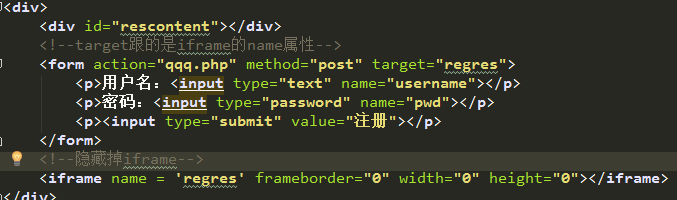 <div>
<div id="rescontent"></div>
<!--target跟的是iframe的name属性-->
<form action="qqq.php" method="post" target="regres">
<p>用户名：<input type="text" name="username"></p>
<p>密码：<input type="password" name="pwd"></p>
<p><input type="submit" value="注册"></p>
</form>
<!--隐藏掉iframe-->
<iframe name = 'regres' frameborder="0" width="0" height="0"></iframe>
</div>